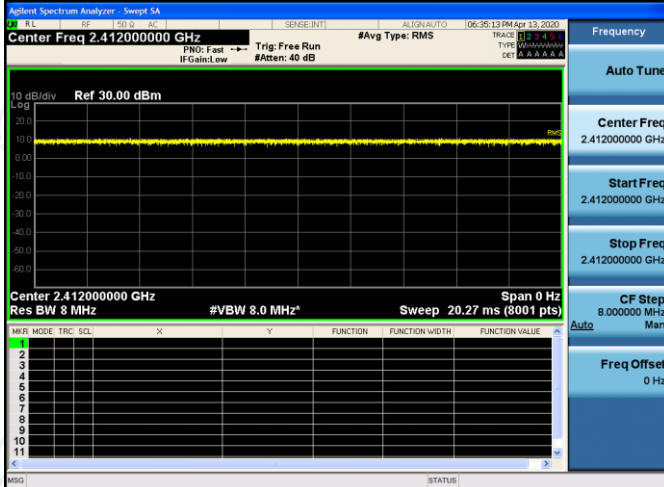 Agilent Spectrum Analyzer - Swept SA
RL RF 50 Ω AC SENSE:INT ALIGN AUTO 06:35:13 PM Apr 13, 2020
Center Freq 2.412000000 GHz
PNO: Fast
IFGain:Low
Trig: Free Run
#Atten: 40 dB
#Avg Type: RMS
TRACE 1 2 3 4 5 6
TYPE
DET A A A A A A
Frequency
10 dB/div Ref 30.00 dBm
Log
20.0
10.0
0.00
-10.0
-20.0
-30.0
-40.0
-50.0
-60.0
RMS
Center 2.412000000 GHz Span 0 Hz
Res BW 8 MHz #VBW 8.0 MHz* Sweep 20.27 ms (8001 pts)
MKR MODE TRC SCL X Y FUNCTION FUNCTION WIDTH FUNCTION VALUE
1
2
3
4
5
6
7
8
9
10
11
MSG STATUS
Auto Tune
Center Freq
2.412000000 GHz
Start Freq
2.412000000 GHz
Stop Freq
2.412000000 GHz
CF Step
8.000000 MHz
Auto Man
Freq Offset
0 Hz